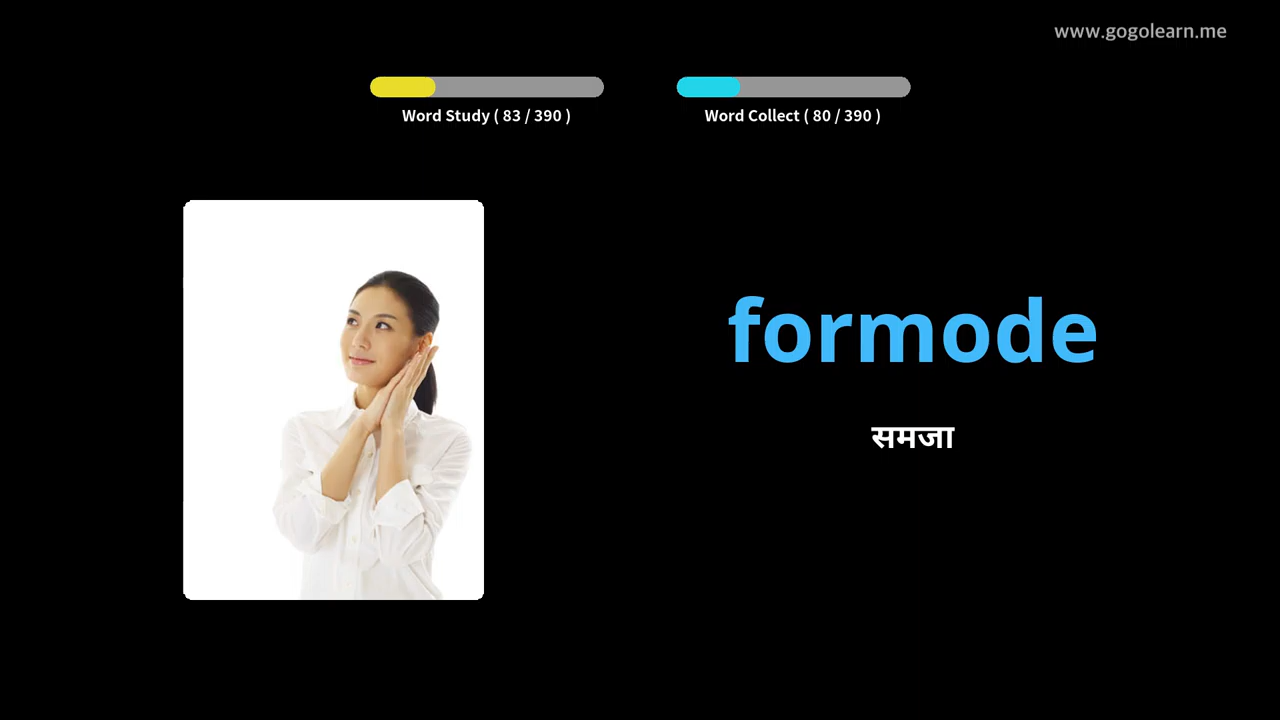 www.gogolearn.me
Word Study ( 83 / 390 )
Word Collect ( 80 / 390 )
formode
समजा